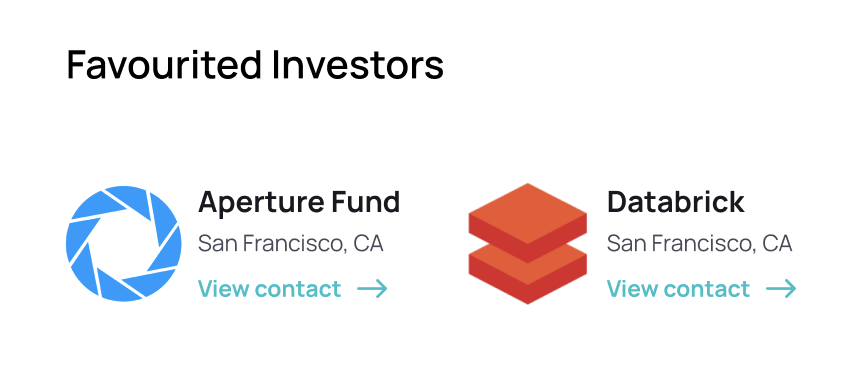 Favourited Investors
Aperture Fund
San Francisco, CA
View contact →
Databrick
San Francisco, CA
View contact →